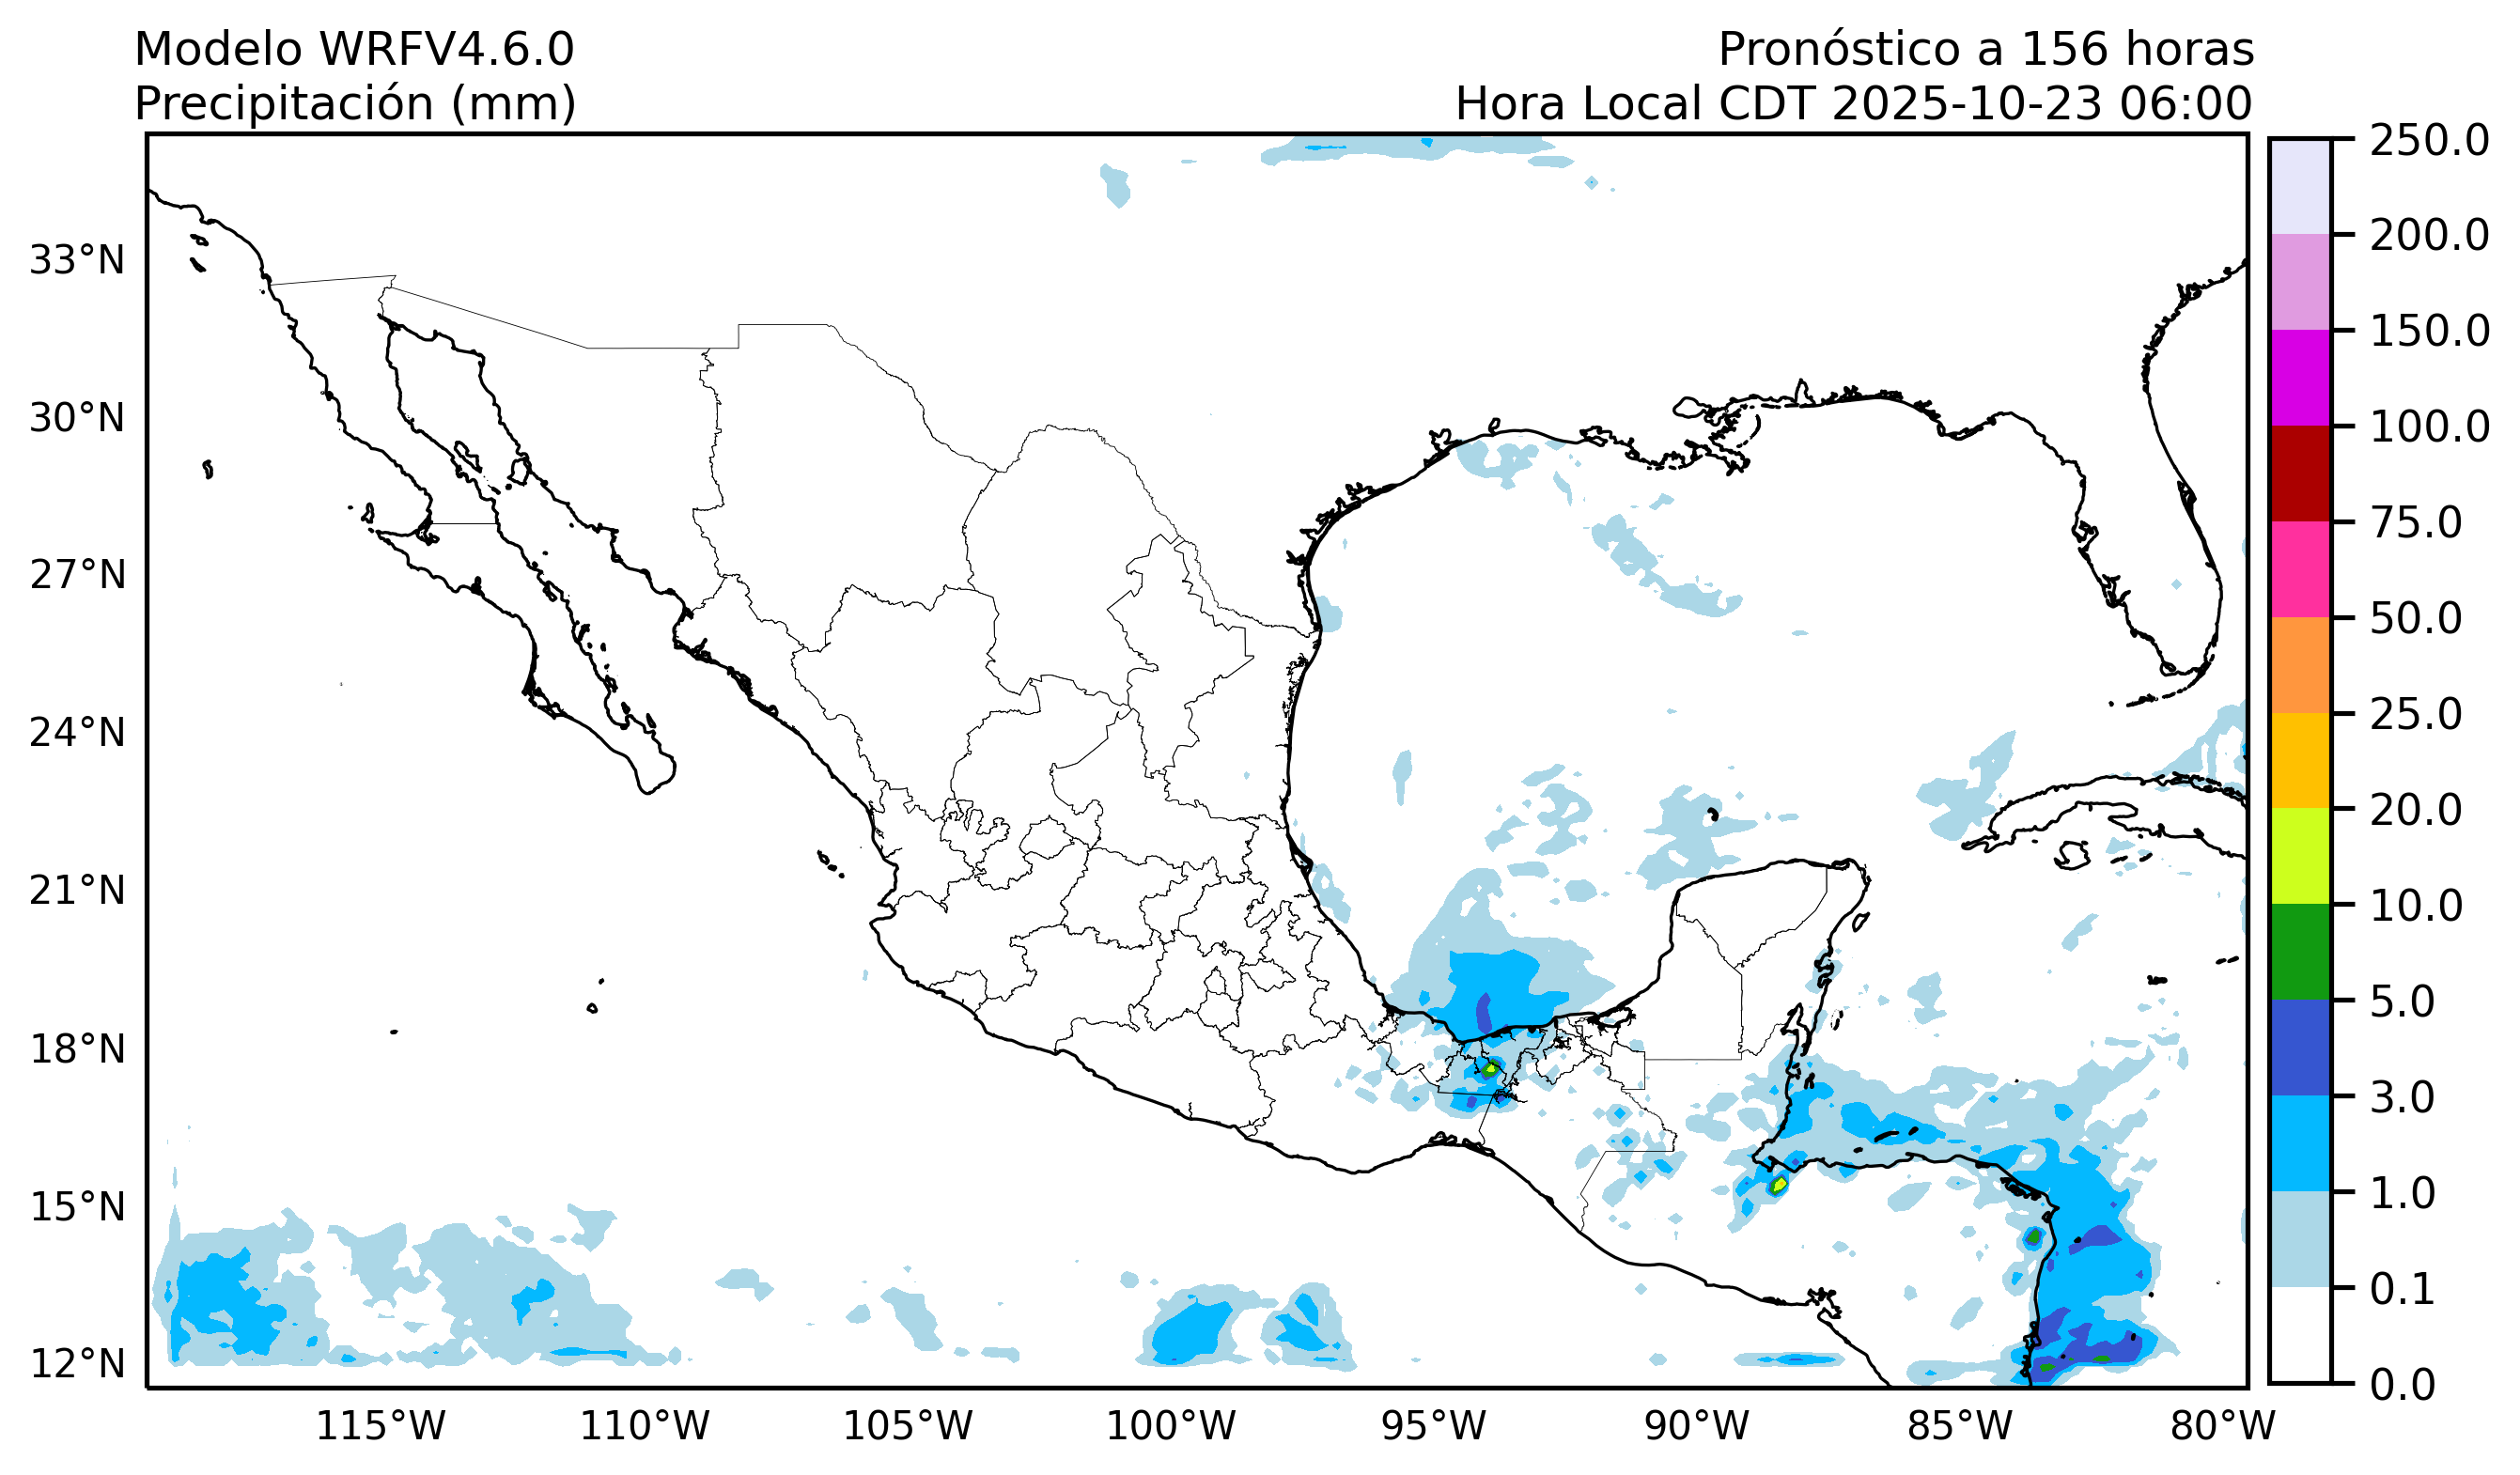 Modelo WRFV4.6.0
Precipitación (mm)
Pronóstico a 156 horas
Hora Local CDT 2025-10-23 06:00
33°N
30°N
27°N
24°N
21°N
18°N
15°N
12°N
115°W
110°W
105°W
100°W
95°W
90°W
85°W
80°W
250.0
200.0
150.0
100.0
75.0
50.0
25.0
20.0
10.0
5.0
3.0
1.0
0.1
0.0